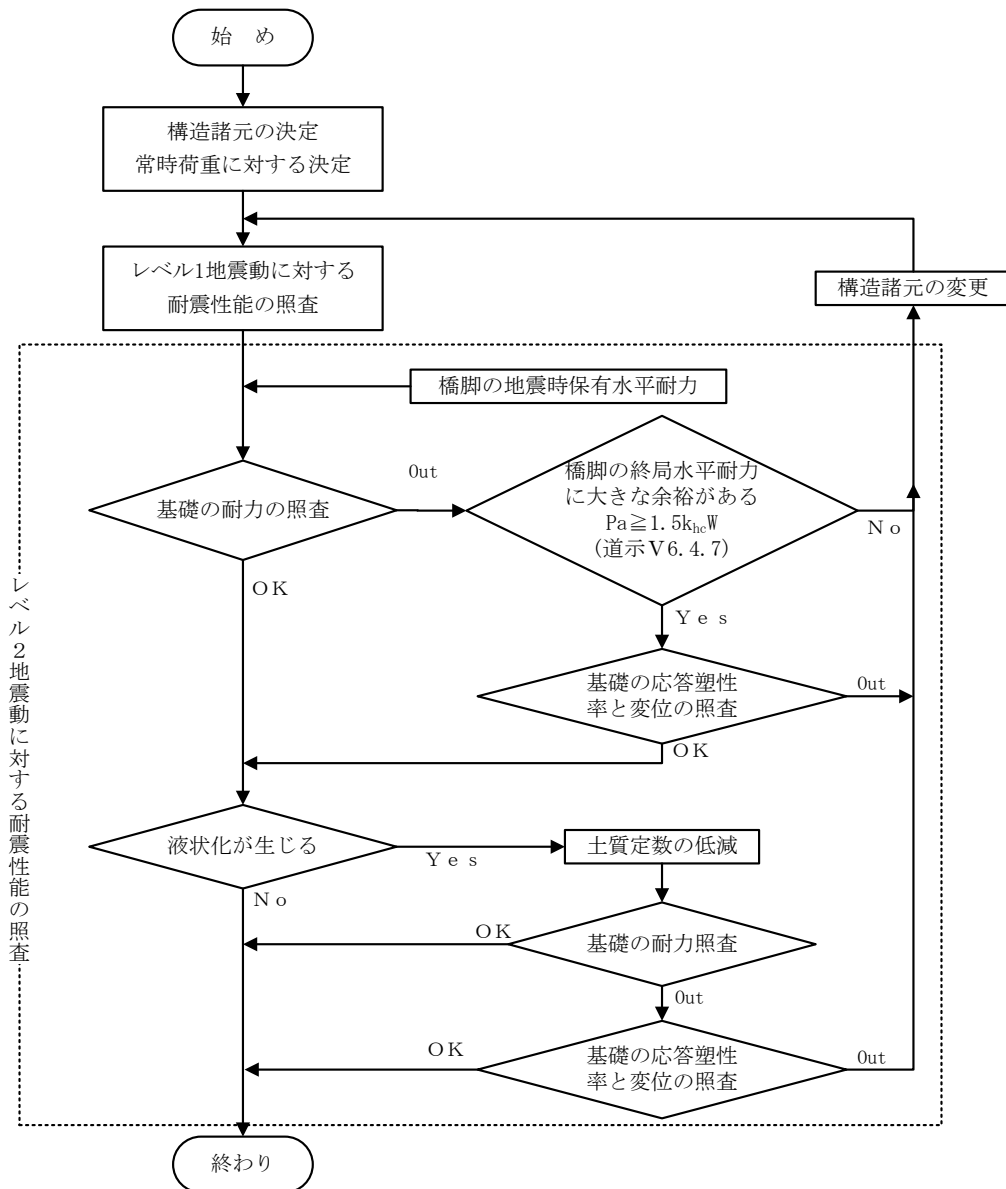 始　め
構造諸元の決定
常時荷重に対する決定
レベル1地震動に対する
耐震性能の照査
構造諸元の変更
橋脚の地震時保有水平耐力
基礎の耐力の照査
Out
橋脚の終局水平耐力
に大きな余裕がある
Pa≧1.5khcW
(道示Ⅴ6.4.7)
Ｎｏ
ＯＫ
Ｙｅｓ
基礎の応答塑性
率と変位の照査
Out
ＯＫ
レベル２地震動に対する耐震性能の照査
液状化が生じる
Ｙｅｓ
土質定数の低減
Ｎｏ
ＯＫ
基礎の耐力照査
Out
ＯＫ
基礎の応答塑性
率と変位の照査
Out
終わり